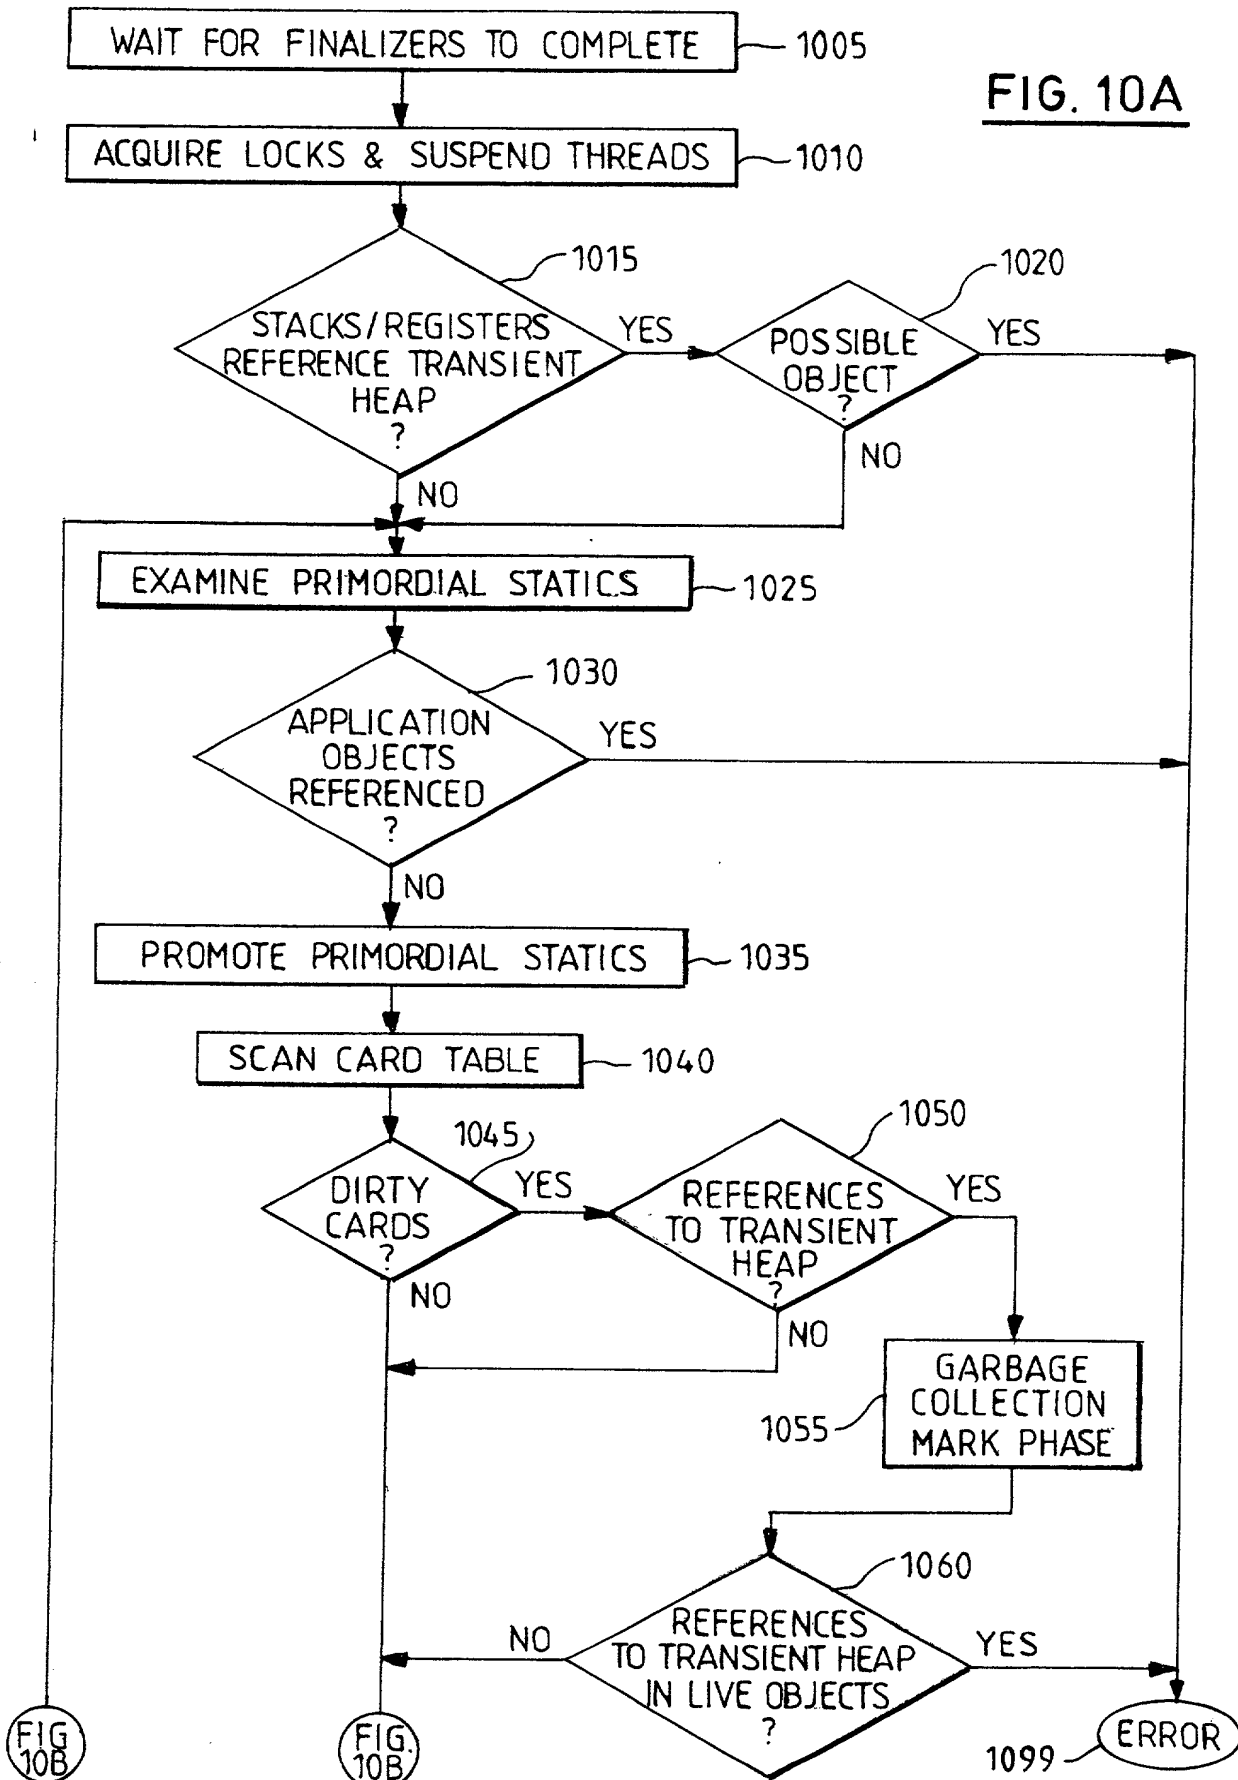 WAIT FOR FINALIZERS TO COMPLETE
1005
FIG. 10A
ACQUIRE LOCKS & SUSPEND THREADS
1010
1015
STACKS/REGISTERS
REFERENCE TRANSIENT
HEAP
?
YES
1020
POSSIBLE
OBJECT
?
YES
NO
NO
EXAMINE PRIMORDIAL STATICS
1025
1030
APPLICATION
OBJECTS
REFERENCED
?
YES
NO
PROMOTE PRIMORDIAL STATICS
1035
SCAN CARD TABLE
1040
1045
DIRTY
CARDS
?
YES
NO
1050
REFERENCES
TO TRANSIENT
HEAP
?
YES
NO
GARBAGE
COLLECTION
MARK PHASE
1055
1060
REFERENCES
TO TRANSIENT HEAP
IN LIVE OBJECTS
?
NO
YES
FIG
10B
FIG.
10B
1099
ERROR